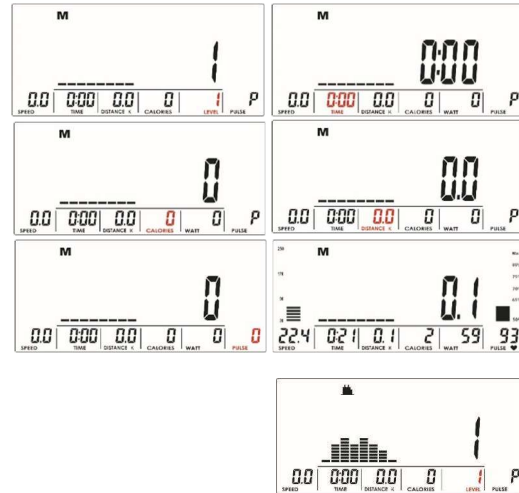 M
1
0.0 0:00 0.0 0 1 P
SPEED TIME DISTANCE K CALORIES LEVEL PULSE
M
0:00
0.0 0:00 0.0 0 0 P
SPEED TIME DISTANCE K CALORIES WATT PULSE
M
0
0.0 0:00 0.0 0 0 P
SPEED TIME DISTANCE K CALORIES WATT PULSE
M
0.0
0.0 0:00 0.0 0 0 P
SPEED TIME DISTANCE K CALORIES WATT PULSE
M
0
0.0 0:00 0.0 0 0 0
SPEED TIME DISTANCE K CALORIES WATT PULSE
M
0.1
22.4 0:21 0.1 2 59 93
SPEED TIME DISTANCE K CALORIES WATT PULSE
1
0.0 0:00 0.0 0 1 P
SPEED TIME DISTANCE K CALORIES LEVEL PULSE